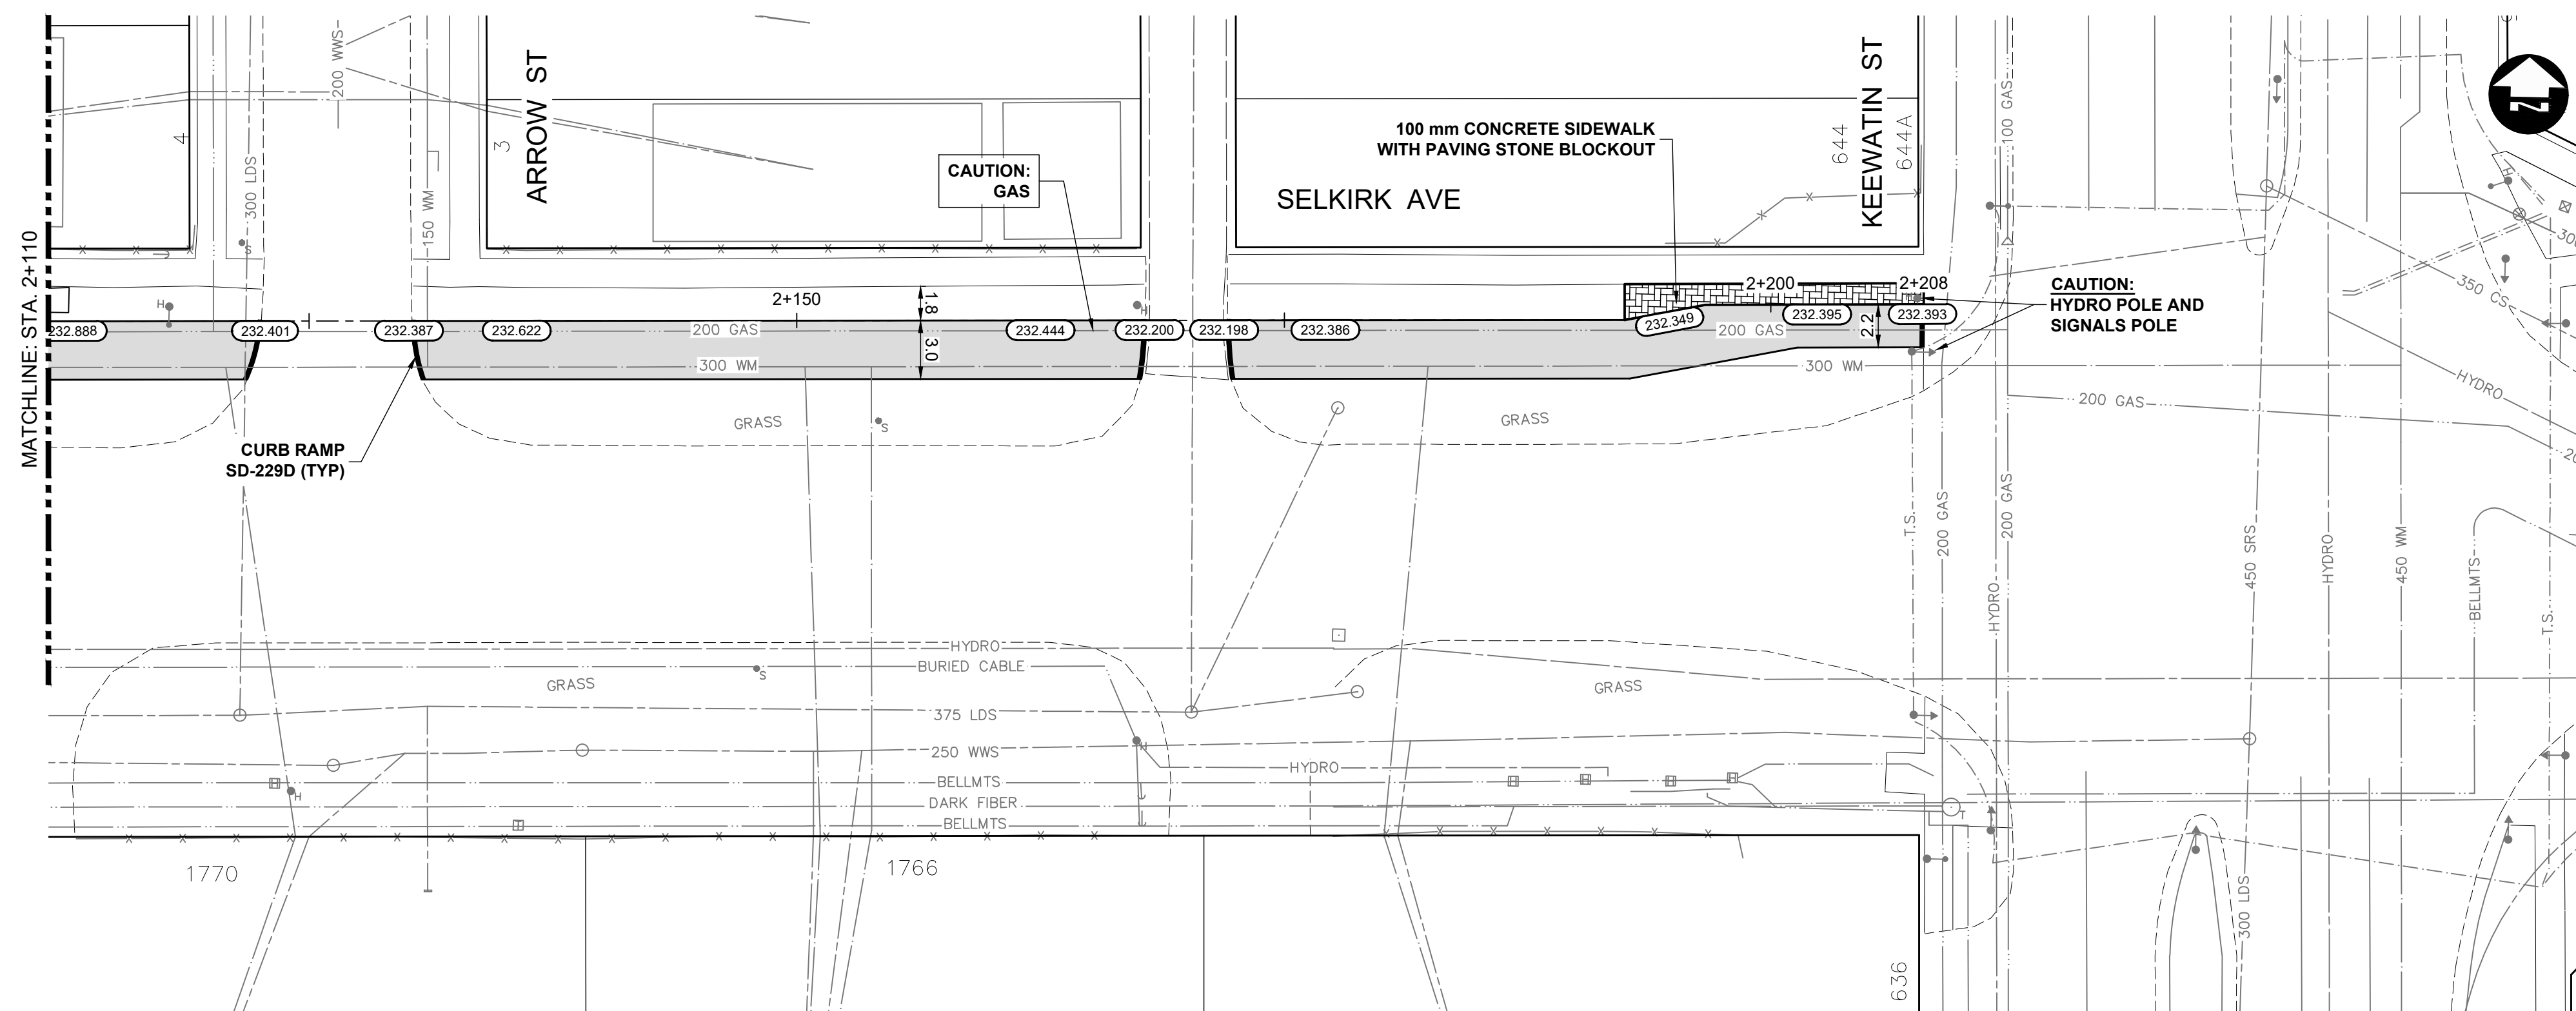 MATCHLINE: STA. 2+110
4
300 LDS
200 WWS
150 WM
3
ARROW ST
CAUTION:
GAS
100 mm CONCRETE SIDEWALK
WITH PAVING STONE BLOCKOUT
SELKIRK AVE
644
KEEWATIN ST
644A
100 GAS
S
H
H
2+150
1.8
2+200
2+208
CAUTION:
HYDRO POLE AND
SIGNALS POLE
350 CS
300
232.888
232.401
232.387
232.622
200 GAS
232.444
232.200
232.198
232.386
232.349
200 GAS
232.395
2.2
232.393
3.0
300 WM
300 WM
HYDRO
200 GAS
CURB RAMP
SD-229D (TYP)
GRASS
S
GRASS
T.S.
200 GAS
200 GAS
HYDRO
450 SRS
HYDRO
450 WM
BELLMTS
T.S.
HYDRO
BURIED CABLE
S
GRASS
GRASS
375 LDS
250 WWS
H
HYDRO
BELLMTS
H
H
H
H
H
H
DARK FIBER
T
BELLMTS
T
1770
1766
636
300 LDS